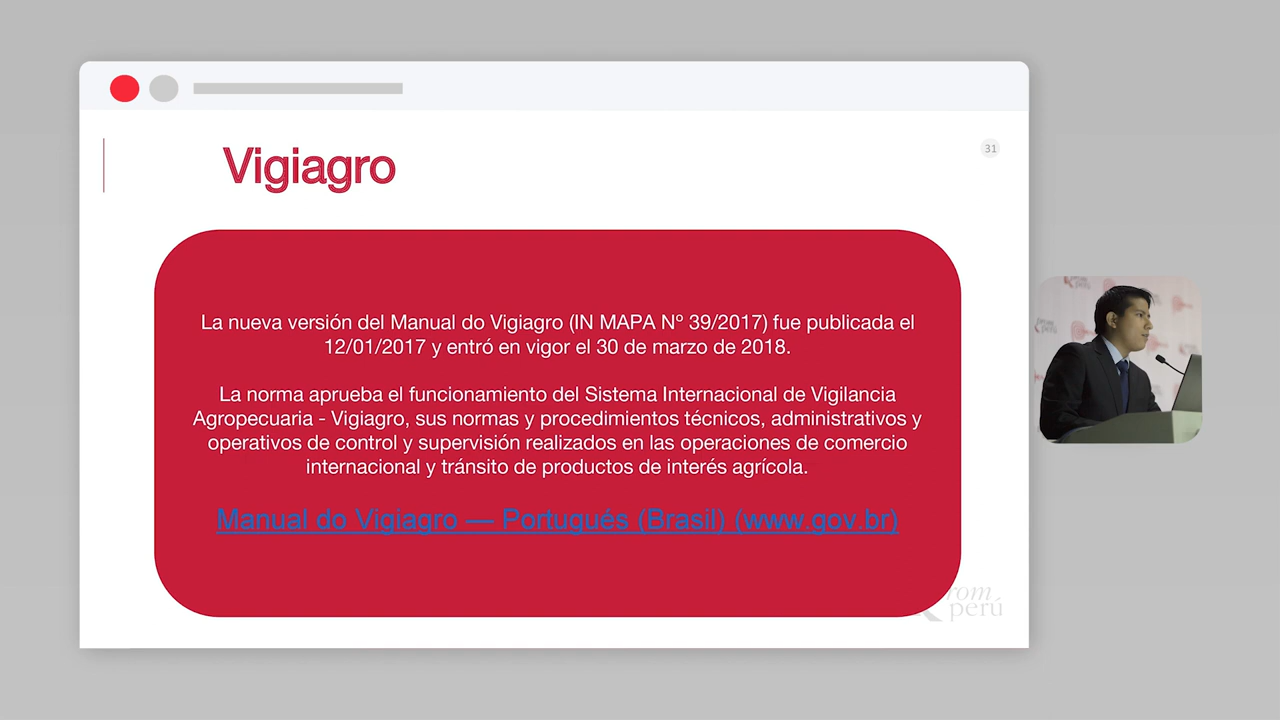 Vigiagro
31
La nueva versión del Manual do Vigiagro (IN MAPA Nº 39/2017) fue publicada el
12/01/2017 y entró en vigor el 30 de marzo de 2018.
La norma aprueba el funcionamiento del Sistema Internacional de Vigilancia
Agropecuaria - Vigiagro, sus normas y procedimientos técnicos, administrativos y
operativos de control y supervisión realizados en las operaciones de comercio
internacional y tránsito de productos de interés agrícola.
Manual do Vigiagro — Portugués (Brasil) (www.gov.br)
rom
perú